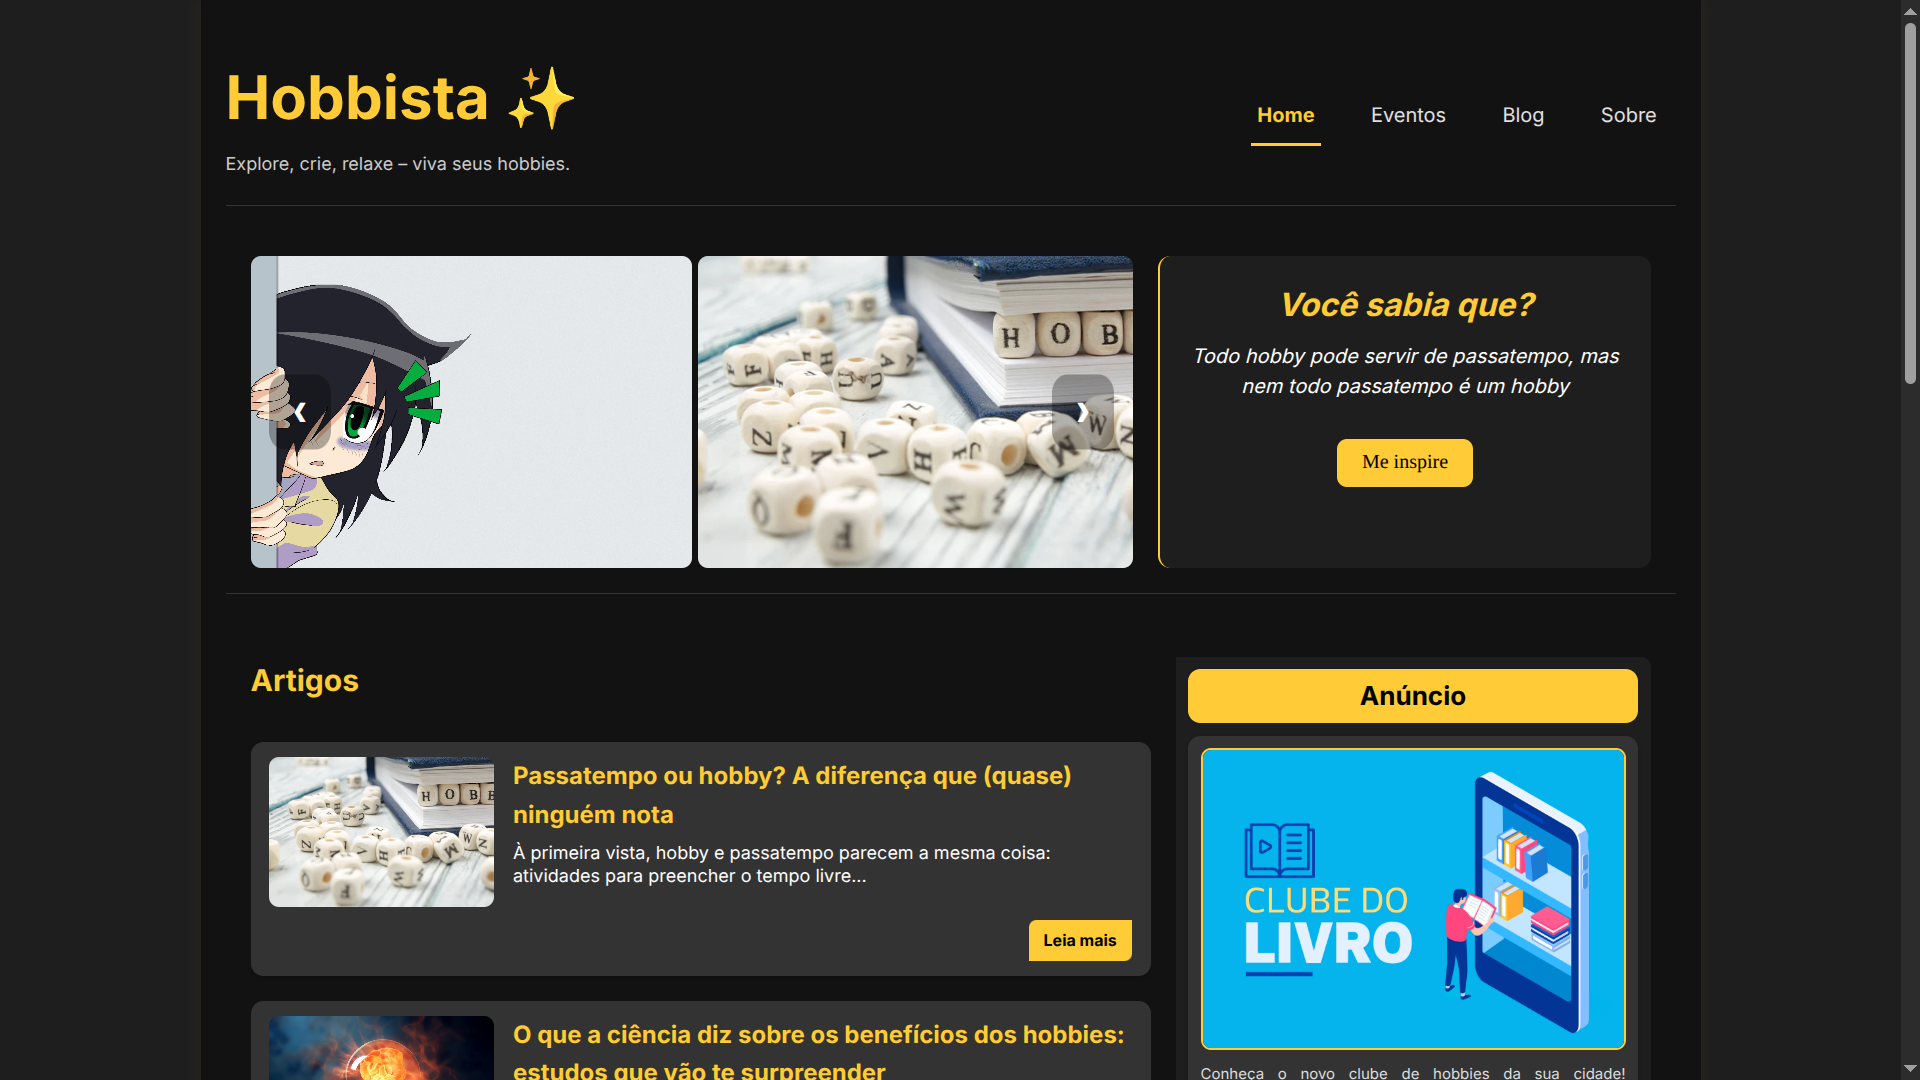 Hobbista ✨
Explore, crie, relaxe – viva seus hobbies.
Home
Eventos
Blog
Sobre
H O B
Você sabia que?
Todo hobby pode servir de passatempo, mas
nem todo passatempo é um hobby
Me inspire
Artigos
Passatempo ou hobby? A diferença que (quase)
ninguém nota
À primeira vista, hobby e passatempo parecem a mesma coisa:
atividades para preencher o tempo livre...
Leia mais
O que a ciência diz sobre os benefícios dos hobbies:
estudos que vão te surpreender
Anúncio
CLUBE DO
LIVRO
Conheça o novo clube de hobbies da sua cidade!